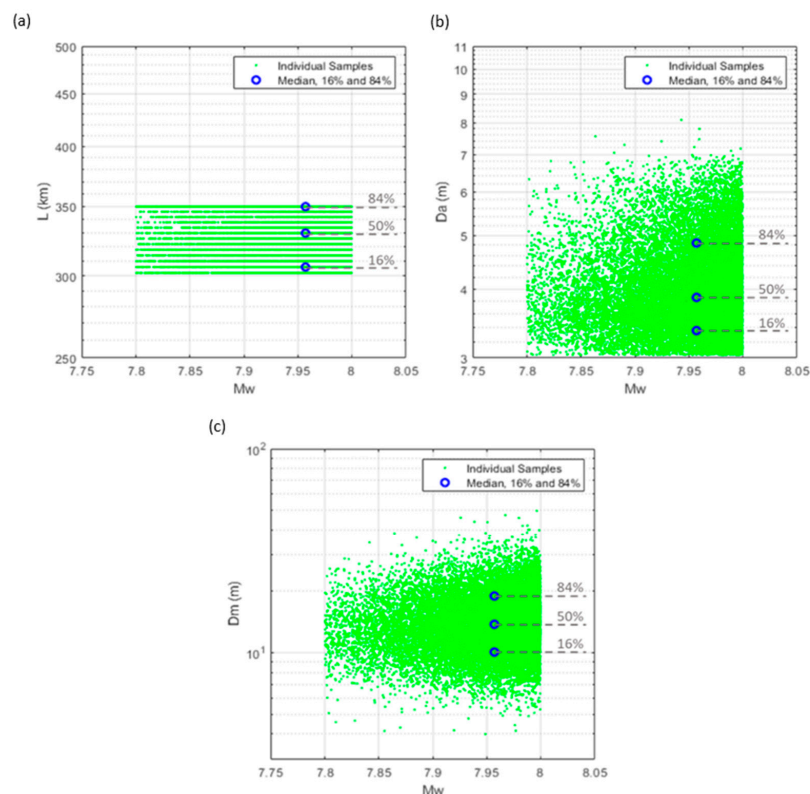 (a)
500
450
400
350
300
250
L (km)
7.75 7.8 7.85 7.9 7.95 8 8.05
Mw
Individual Samples
Median, 16% and 84%
84%
50%
16%
(b)
11
10
9
8
7
6
5
4
3
Da (m)
7.75 7.8 7.85 7.9 7.95 8 8.05
Mw
Individual Samples
Median, 16% and 84%
84%
50%
16%
(c)
10²
10¹
Dm (m)
7.75 7.8 7.85 7.9 7.95 8 8.05
Mw
Individual Samples
Median, 16% and 84%
84%
50%
16%